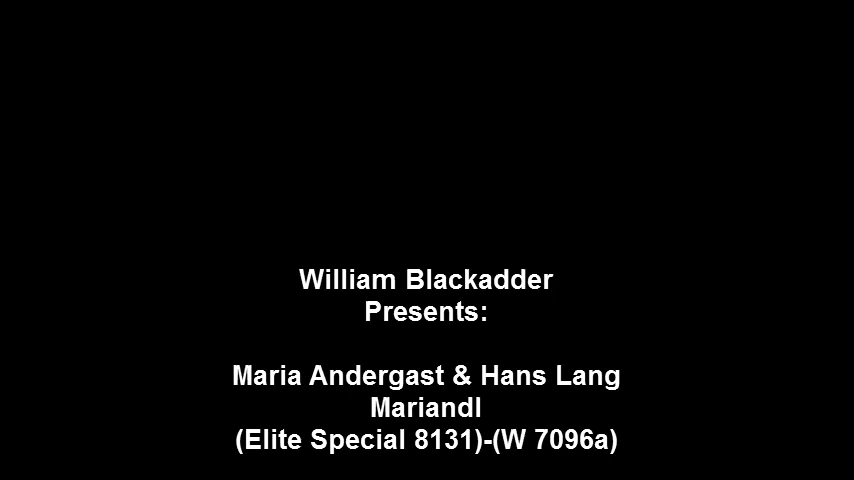 William Blackadder
Presents:
Maria Andergast & Hans Lang
Mariandl
(Elite Special 8131)-(W 7096a)